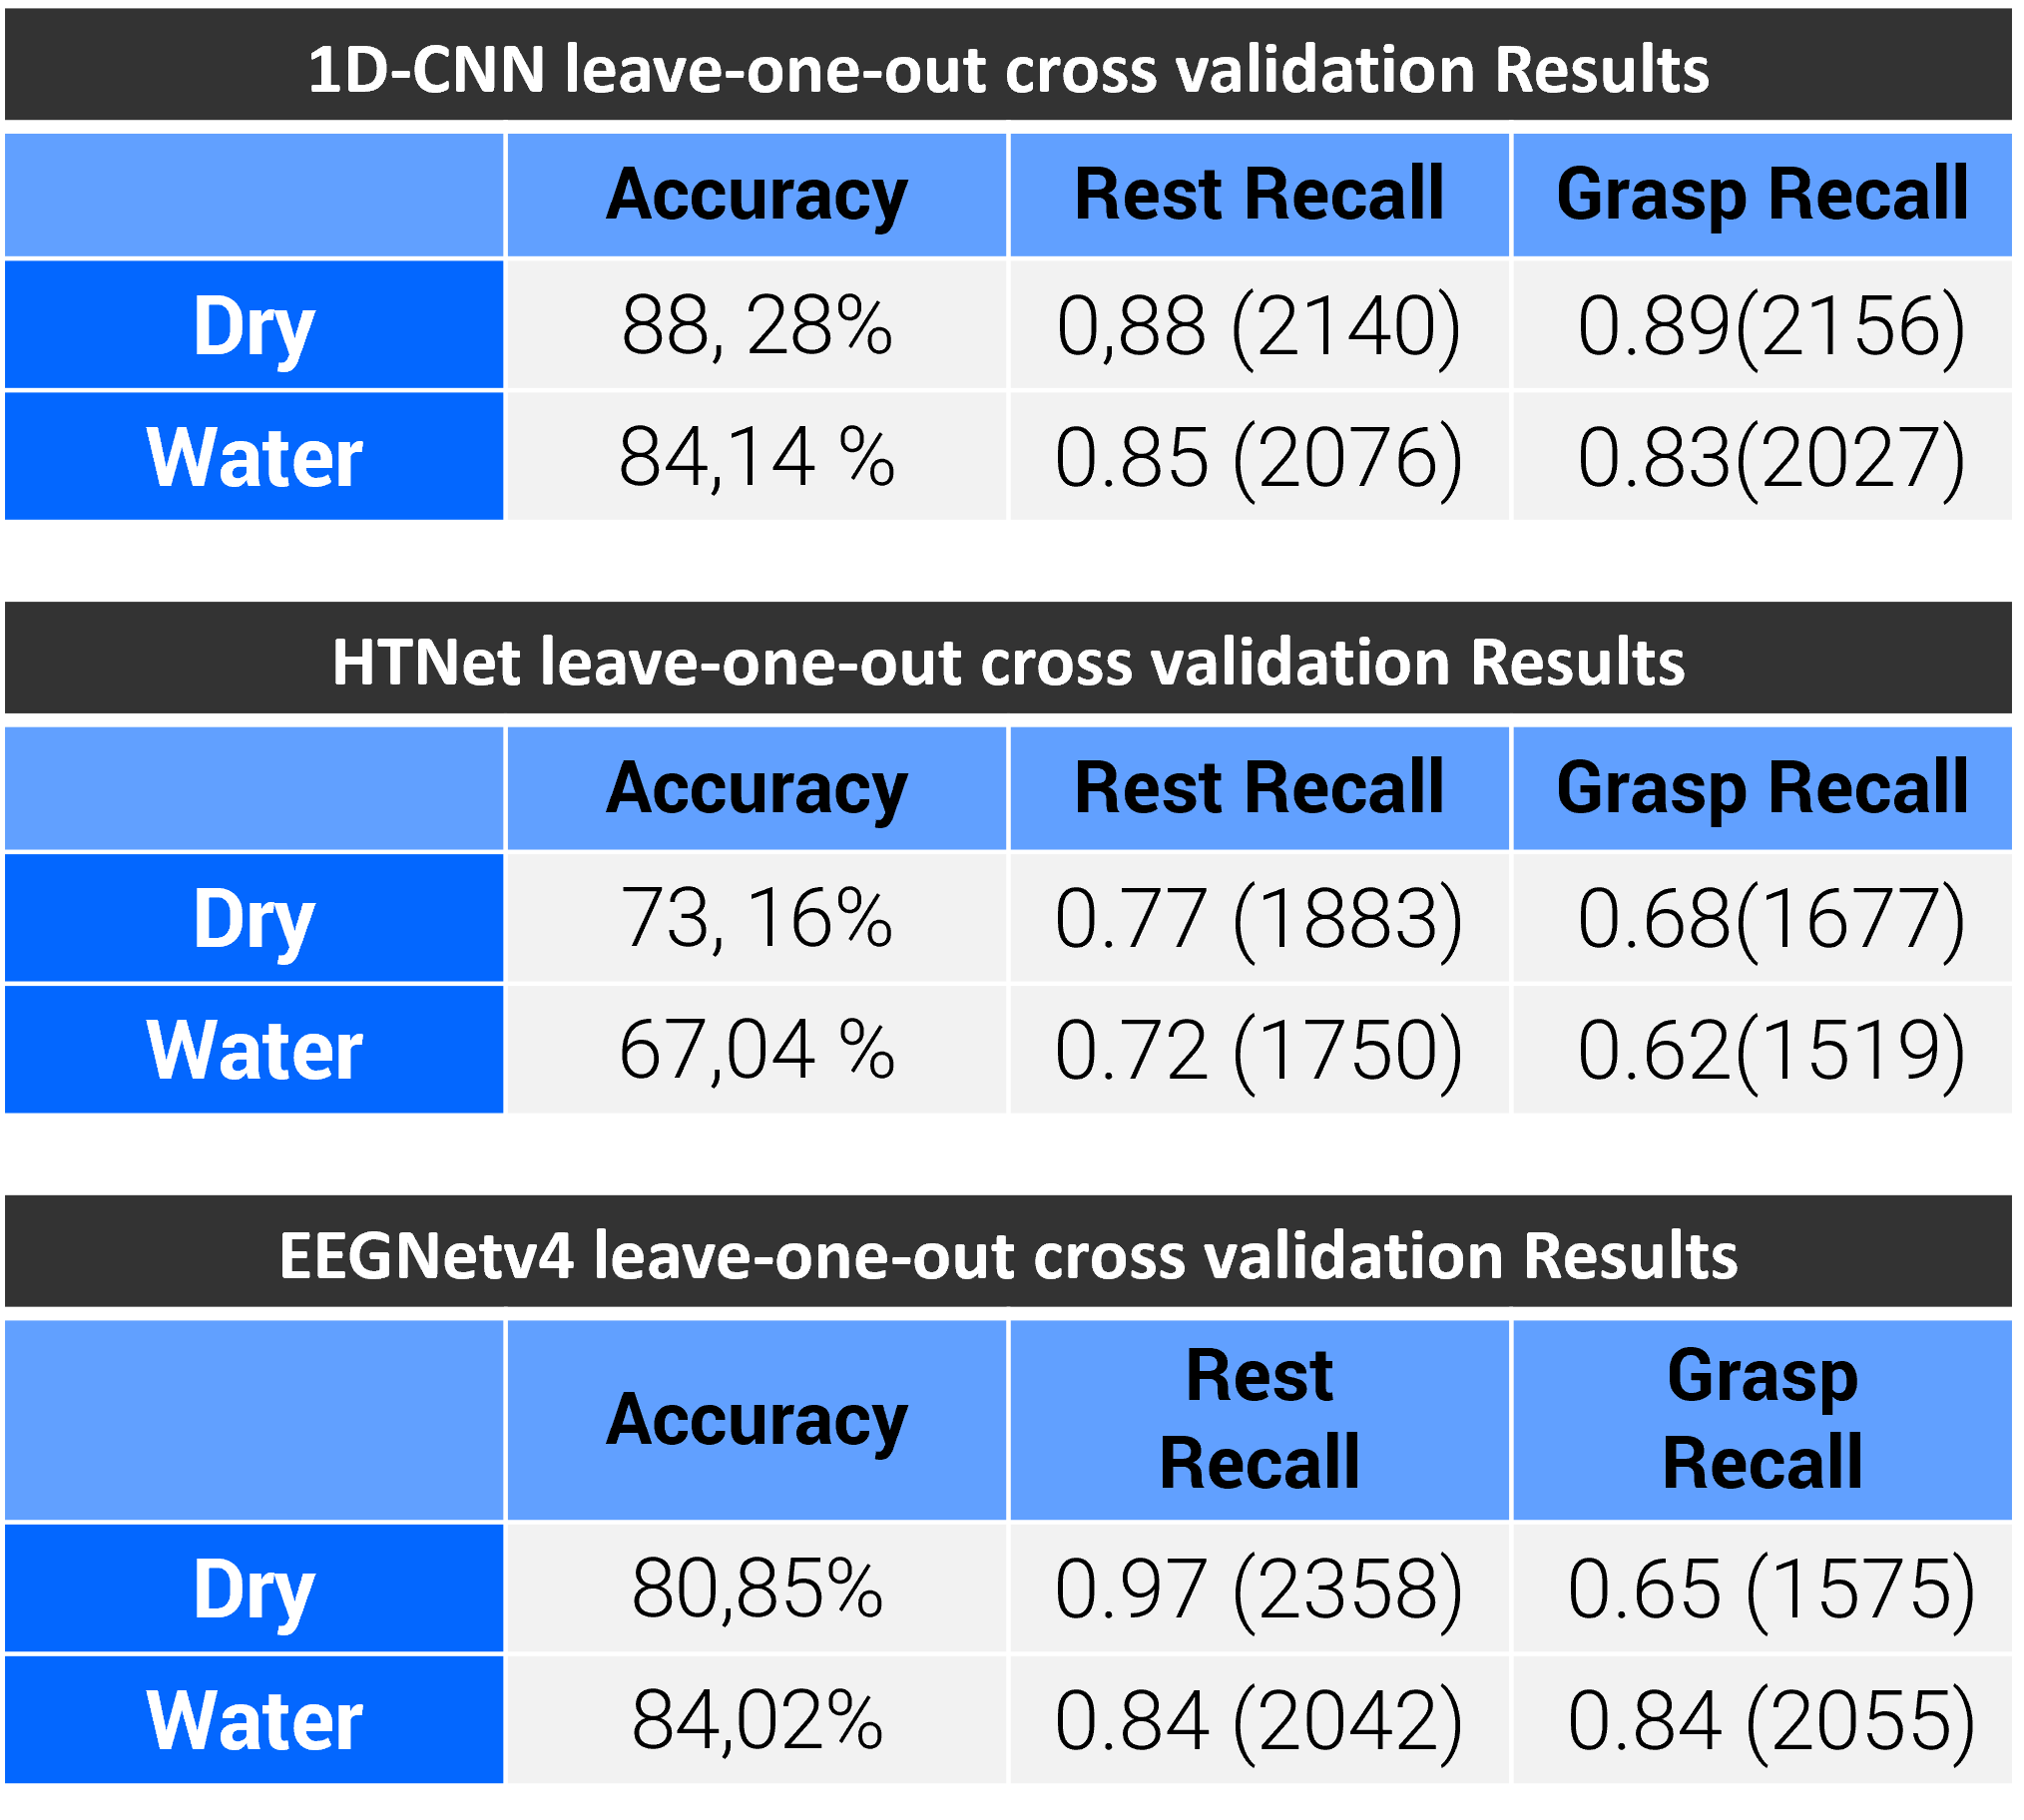 1D-CNN leave-one-out cross validation Results
Accuracy Rest Recall Grasp Recall
Dry 88, 28% 0,88 (2140) 0.89(2156)
Water 84,14 % 0.85 (2076) 0.83(2027)
HTNet leave-one-out cross validation Results
Accuracy Rest Recall Grasp Recall
Dry 73, 16% 0.77 (1883) 0.68(1677)
Water 67,04 % 0.72 (1750) 0.62(1519)
EEGNetv4 leave-one-out cross validation Results
Accuracy Rest Recall Grasp Recall
Dry 80,85% 0.97 (2358) 0.65 (1575)
Water 84,02% 0.84 (2042) 0.84 (2055)